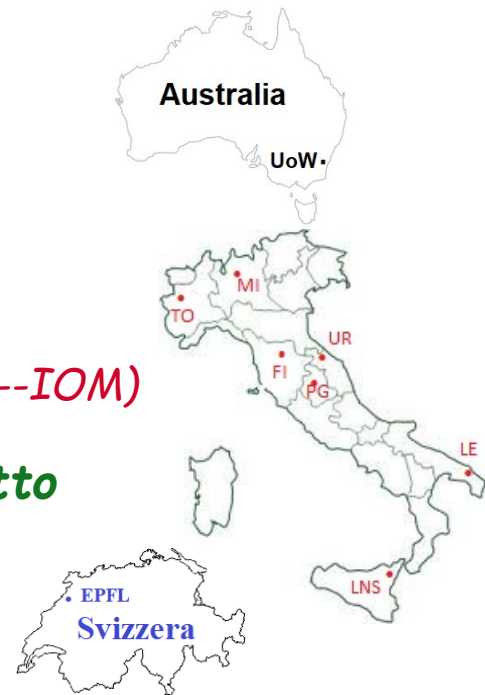 Australia
UoW
MI
TO
UR
FI
PG
--IOM)
LE
tto
LNS
EPFL
Svizzera